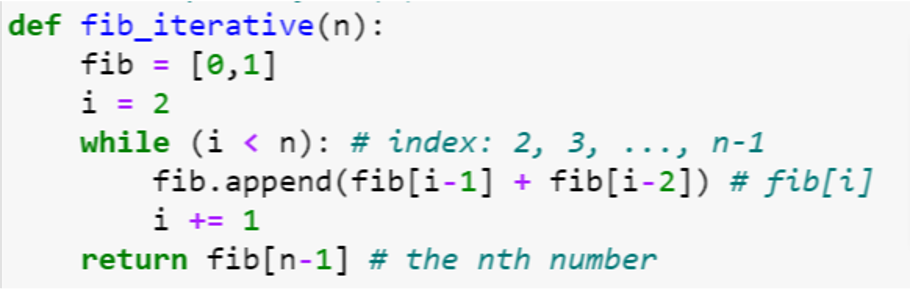 def fib_iterative(n):
    fib = [0,1]
    i = 2
    while (i < n): # index: 2, 3, ..., n-1
        fib.append(fib[i-1] + fib[i-2]) # fib[i]
        i += 1
    return fib[n-1] # the nth number